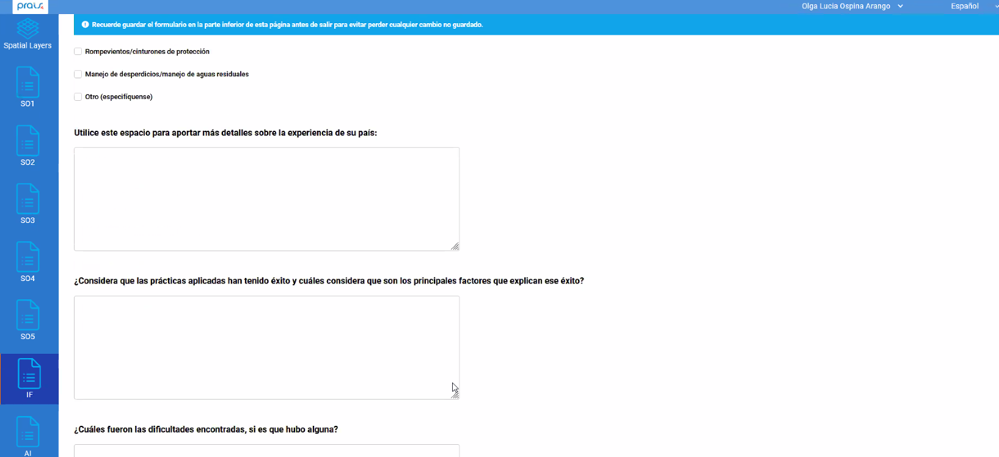 prais4
Olga Lucia Ospina Arango
Español
Recuerde guardar el formulario en la parte inferior de esta página antes de salir para evitar perder cualquier cambio no guardado.
Spatial Layers
Rompevientos/cinturones de protección
Manejo de desperdicios/manejo de aguas residuales
Otro (especifíquense)
SO1
Utilice este espacio para aportar más detalles sobre la experiencia de su país:
SO2
SO3
SO4
¿Considera que las prácticas aplicadas han tenido éxito y cuáles considera que son los principales factores que explican ese éxito?
SO5
IF
¿Cuáles fueron las dificultades encontradas, si es que hubo alguna?
AI